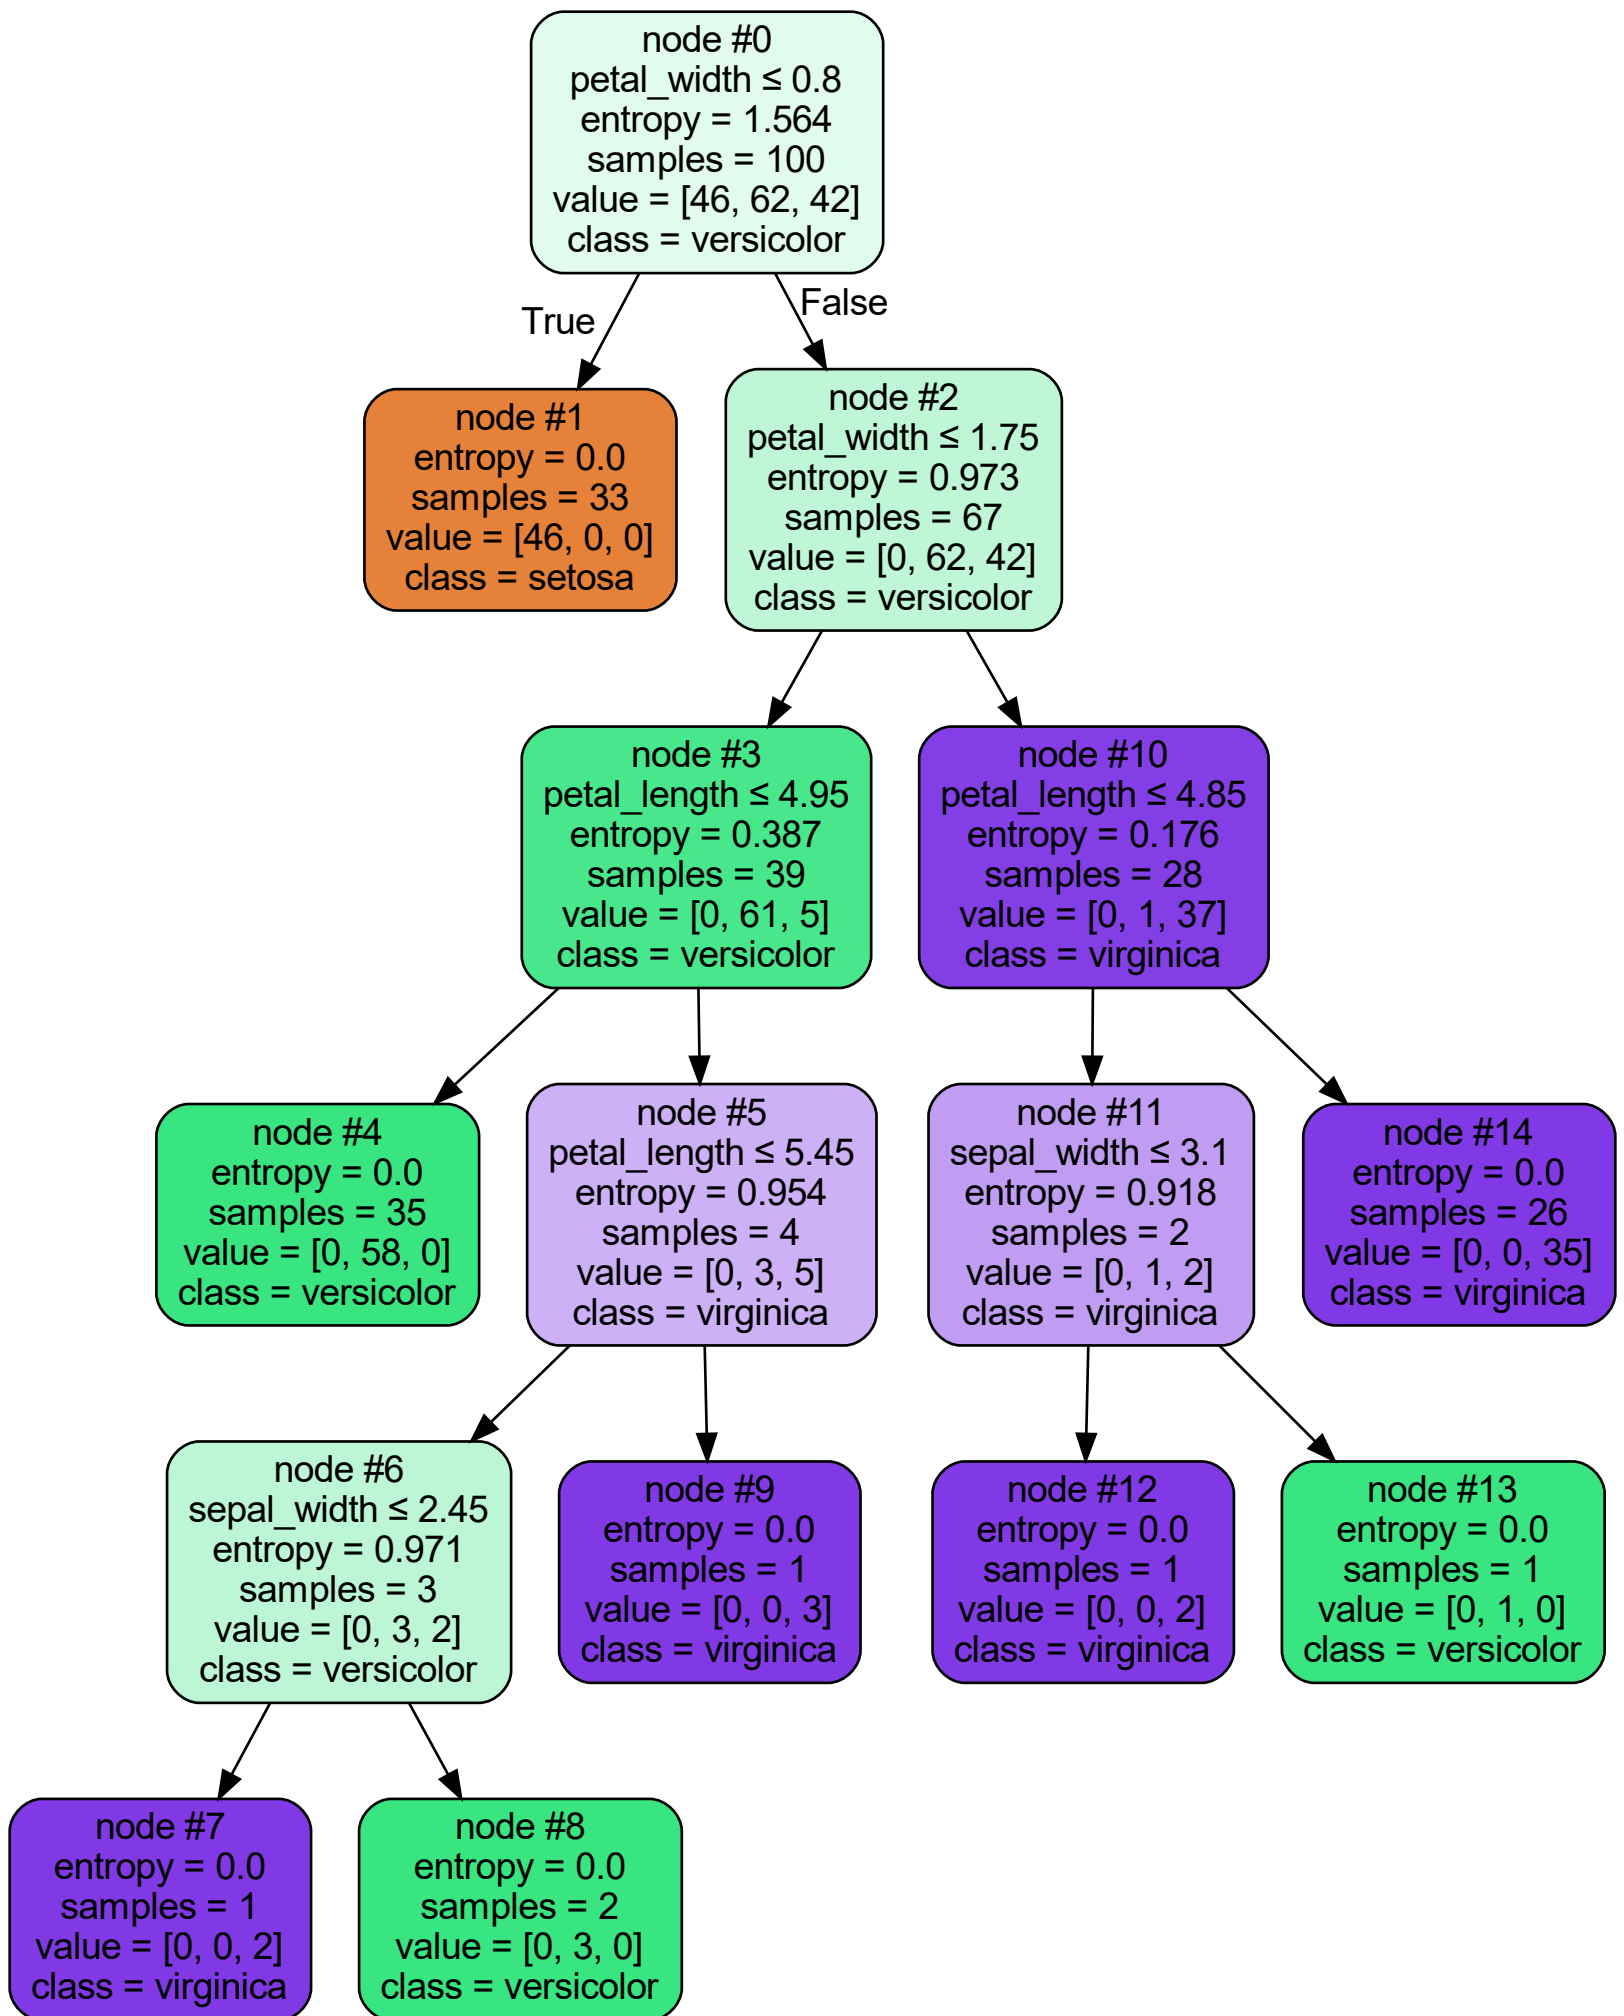 node #0
petal_width ≤ 0.8
entropy = 1.564
samples = 100
value = [46, 62, 42]
class = versicolor
True
False
node #1
entropy = 0.0
samples = 33
value = [46, 0, 0]
class = setosa
node #2
petal_width ≤ 1.75
entropy = 0.973
samples = 67
value = [0, 62, 42]
class = versicolor
node #3
petal_length ≤ 4.95
entropy = 0.387
samples = 39
value = [0, 61, 5]
class = versicolor
node #10
petal_length ≤ 4.85
entropy = 0.176
samples = 28
value = [0, 1, 37]
class = virginica
node #4
entropy = 0.0
samples = 35
value = [0, 58, 0]
class = versicolor
node #5
petal_length ≤ 5.45
entropy = 0.954
samples = 4
value = [0, 3, 5]
class = virginica
node #11
sepal_width ≤ 3.1
entropy = 0.918
samples = 2
value = [0, 1, 2]
class = virginica
node #14
entropy = 0.0
samples = 26
value = [0, 0, 35]
class = virginica
node #6
sepal_width ≤ 2.45
entropy = 0.971
samples = 3
value = [0, 3, 2]
class = versicolor
node #9
entropy = 0.0
samples = 1
value = [0, 0, 3]
class = virginica
node #12
entropy = 0.0
samples = 1
value = [0, 0, 2]
class = virginica
node #13
entropy = 0.0
samples = 1
value = [0, 1, 0]
class = versicolor
node #7
entropy = 0.0
samples = 1
value = [0, 0, 2]
class = virginica
node #8
entropy = 0.0
samples = 2
value = [0, 3, 0]
class = versicolor